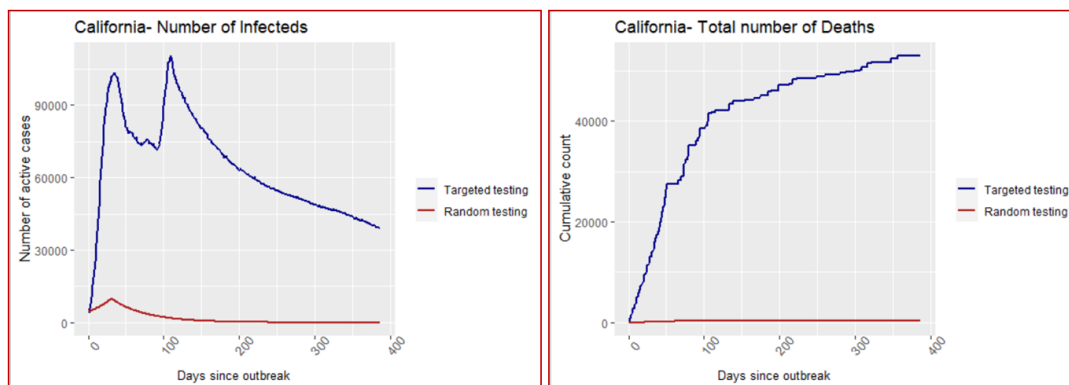 California- Number of Infecteds
Number of active cases
90000
60000
30000
0
0
100
200
300
400
Days since outbreak
Targeted testing
Random testing
California- Total number of Deaths
Cumulative count
40000
20000
0
0
100
200
300
400
Days since outbreak
Targeted testing
Random testing